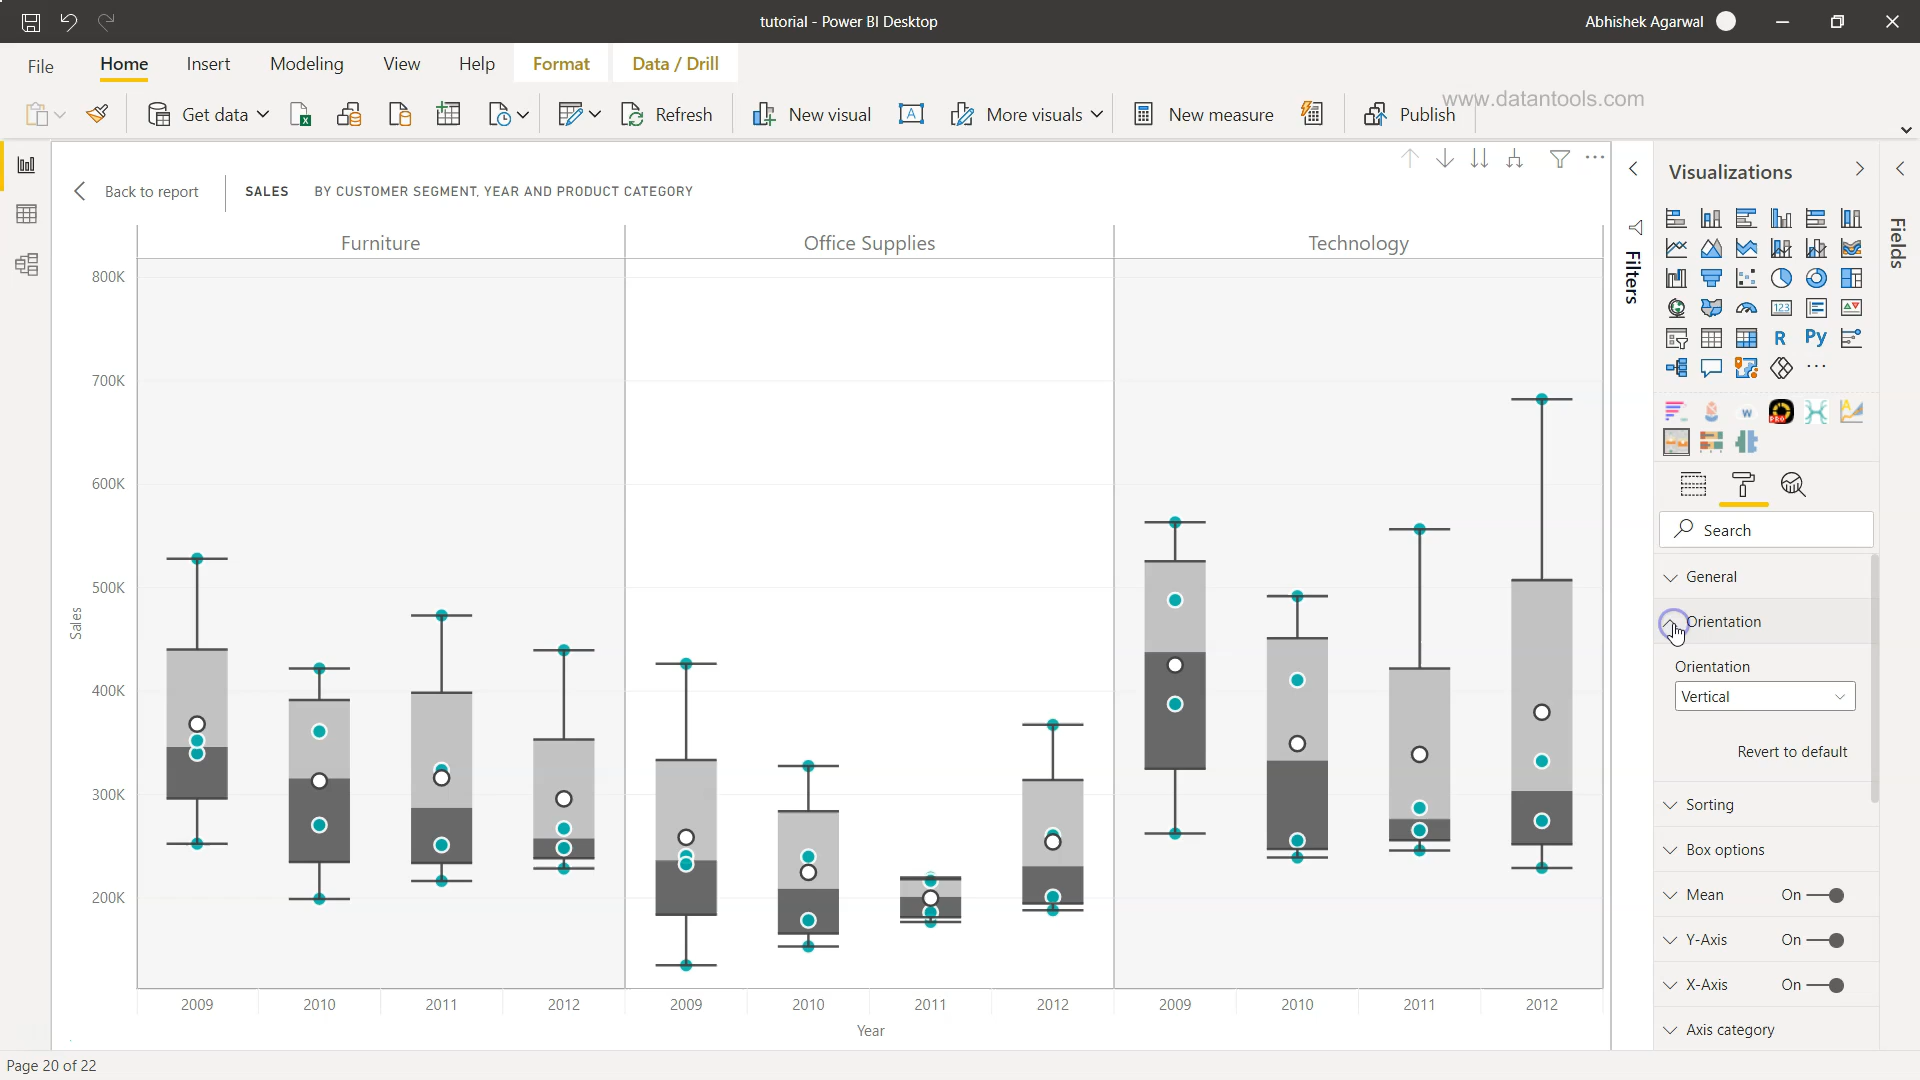 tutorial - Power BI Desktop
Abhishek Agarwal
File Home Insert Modeling View Help Format Data / Drill
Get data Refresh New visual More visuals New measure Publish
www.datantools.com
Back to report SALES BY CUSTOMER SEGMENT, YEAR AND PRODUCT CATEGORY
Furniture Office Supplies Technology
800K
700K
600K
500K
400K
300K
200K
Sales
2009 2010 2011 2012 2009 2010 2011 2012 2009 2010 2011 2012
Year
Filters
Visualizations
123
R
Py
w
PRO
Search
General
Orientation
Orientation
Vertical
Revert to default
Sorting
Box options
Mean On
Y-Axis On
X-Axis On
Axis category
Fields
Page 20 of 22